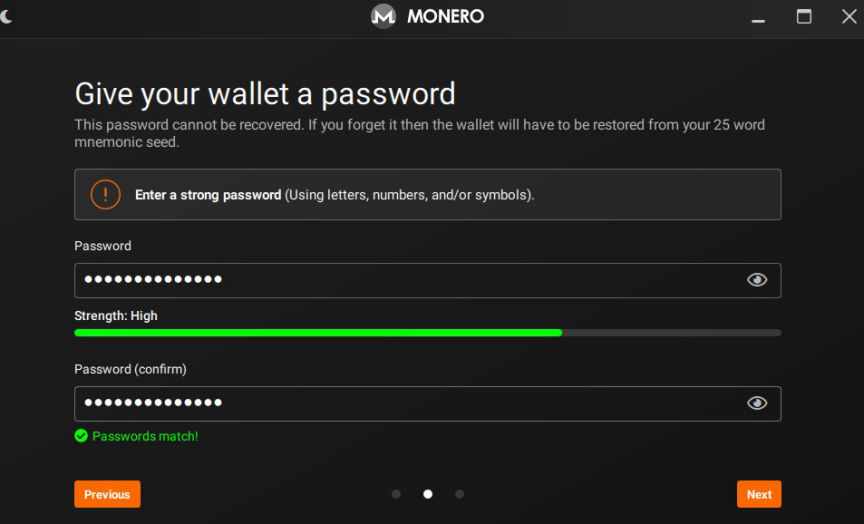 MONERO
Give your wallet a password
This password cannot be recovered. If you forget it then the wallet will have to be restored from your 25 word
mnemonic seed.
Enter a strong password (Using letters, numbers, and/or symbols).
Password
●●●●●●●●●●●●●●
Strength: High
Password (confirm)
●●●●●●●●●●●●●●
Passwords match!
Previous
Next